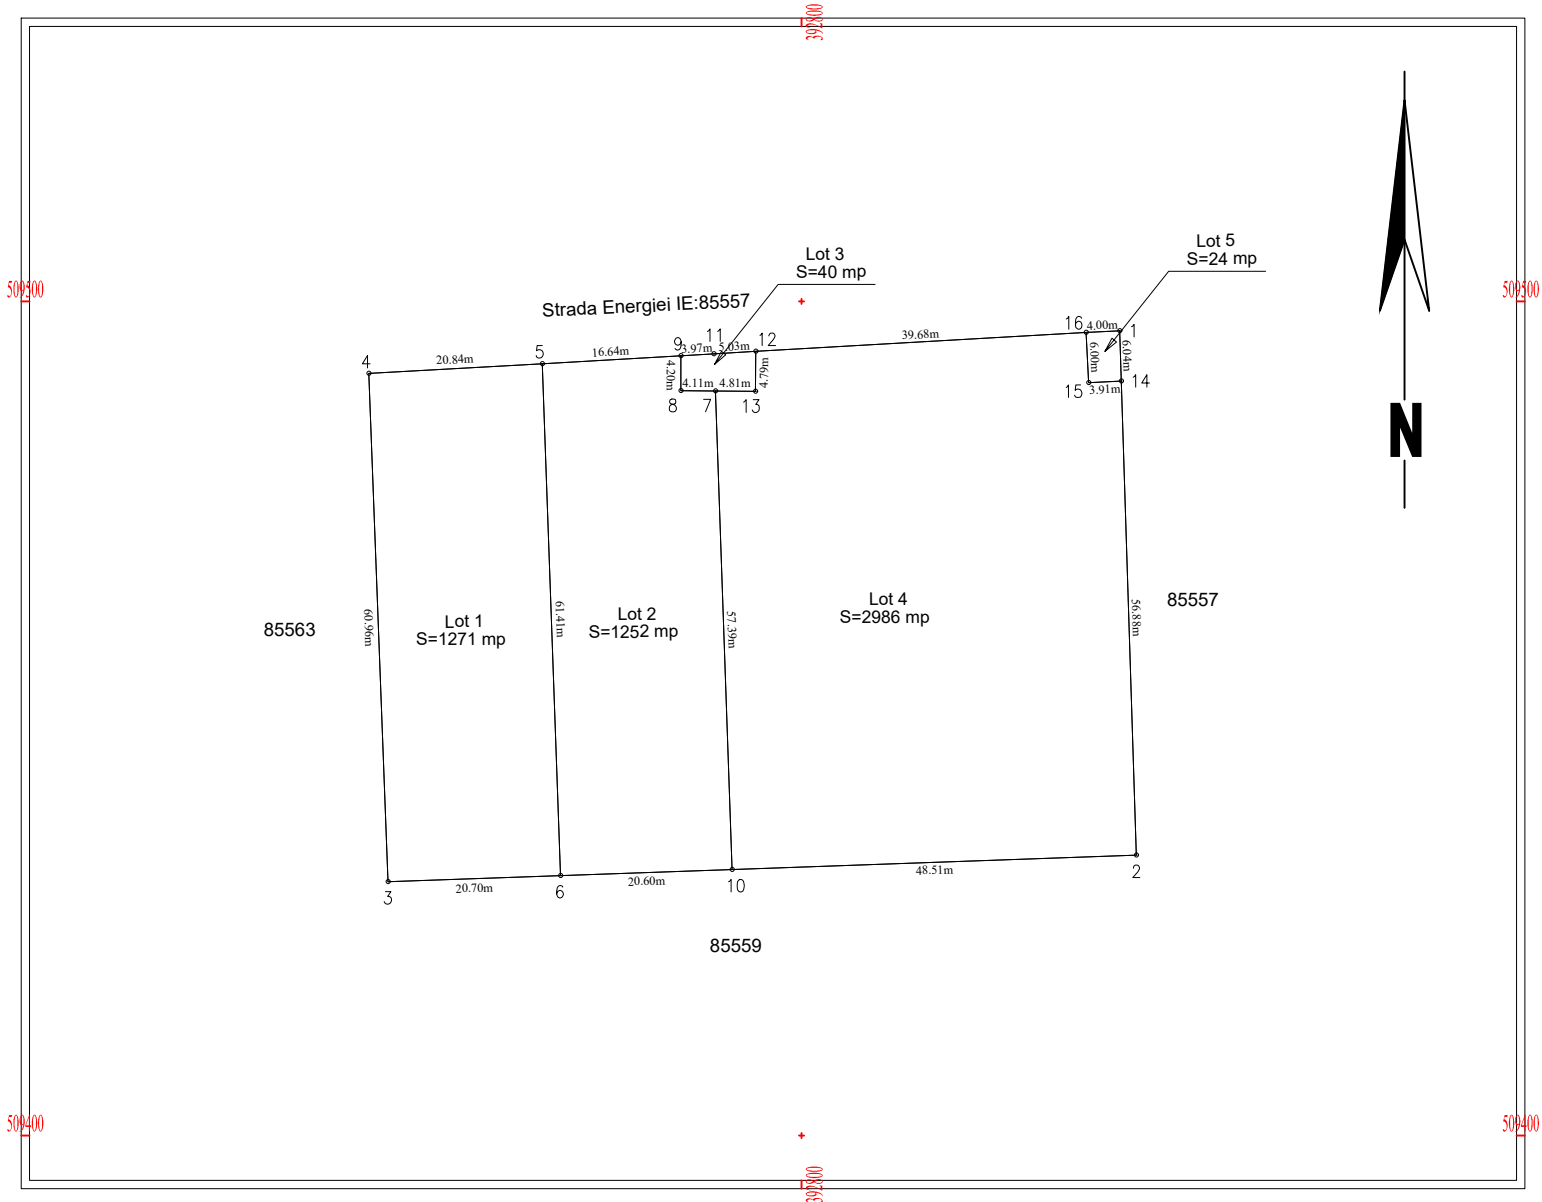 392800
509500
509500
Lot 3
S=40 mp
Lot 5
S=24 mp
Strada Energiei IE:85557
4
20.84m
5
16.64m
9
3.97m
11
5.03m
12
39.68m
16
4.00m
1
4.20m
4.11m
4.81m
4.79m
6.00m
6.04m
8
7
13
15
3.91m
14
N
85563
60.96m
Lot 1
S=1271 mp
61.41m
Lot 2
S=1252 mp
57.39m
Lot 4
S=2986 mp
56.88m
85557
3
20.70m
6
20.60m
10
48.51m
2
85559
509400
509400
392800